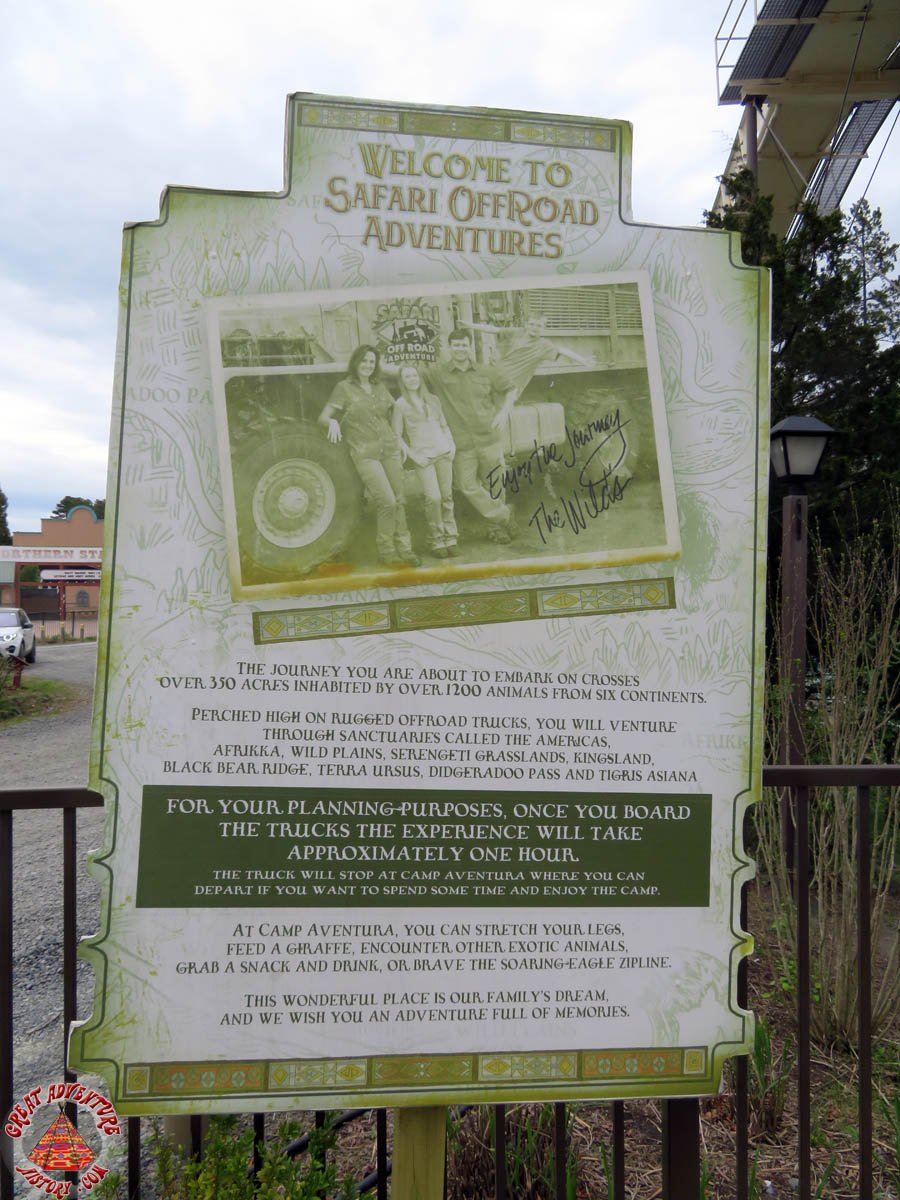 Welcome to
Safari OffRoad
Adventures
SAFARI
OFF ROAD
ADVENTURE
Enjoy The Journey
The Wilds
ADOO PA
ASIANA
AFRIKK
ORTHERN ST
The journey you are about to embark on crosses
over 350 acres inhabited by over 1200 animals from six continents.
Perched high on rugged offroad trucks, you will venture
through sanctuaries called the Americas,
Afrikka, Wild Plains, Serengeti Grasslands, Kingsland,
Black Bear Ridge, Terra Ursus, Didgeradoo Pass and Tigris Asiana
For your planning purposes, once you board
the trucks the experience will take
approximately one hour.
The truck will stop at Camp Aventura where you can
depart if you want to spend some time and enjoy the camp.
At Camp Aventura, you can stretch your legs,
feed a giraffe, encounter other exotic animals,
grab a snack and drink, or brave the soaring eagle zipline.
This wonderful place is our family's dream,
and we wish you an adventure full of memories.
GREAT ADVENTURE
HISTORY.COM